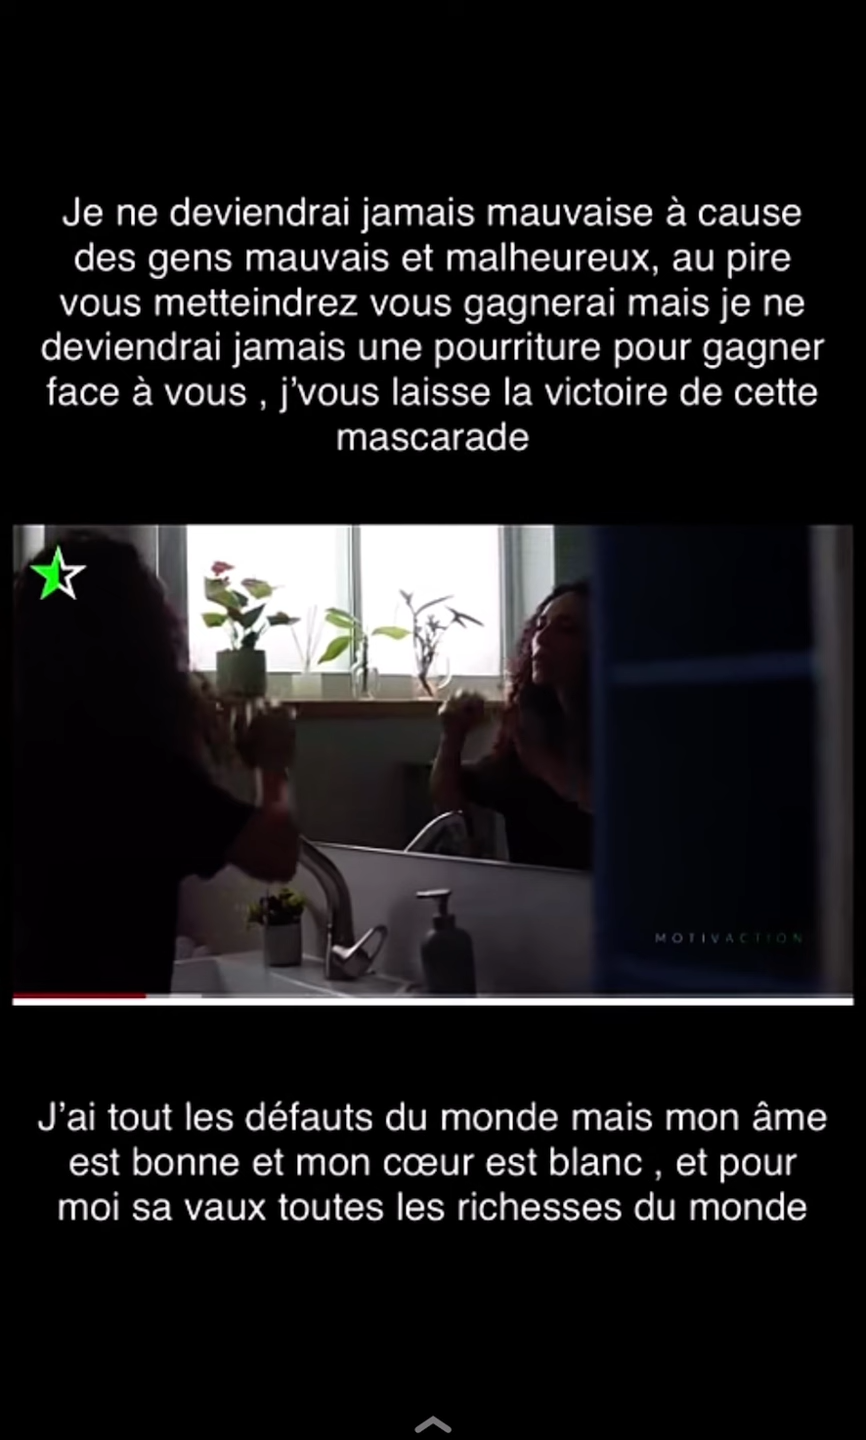 Je ne deviendrai jamais mauvaise à cause
des gens mauvais et malheureux, au pire
vous metteindrez vous gagnerai mais je ne
deviendrai jamais une pourriture pour gagner
face à vous , j’vous laisse la victoire de cette
mascarade
MOTIVACTION
J’ai tout les défauts du monde mais mon âme
est bonne et mon cœur est blanc , et pour
moi sa vaux toutes les richesses du monde